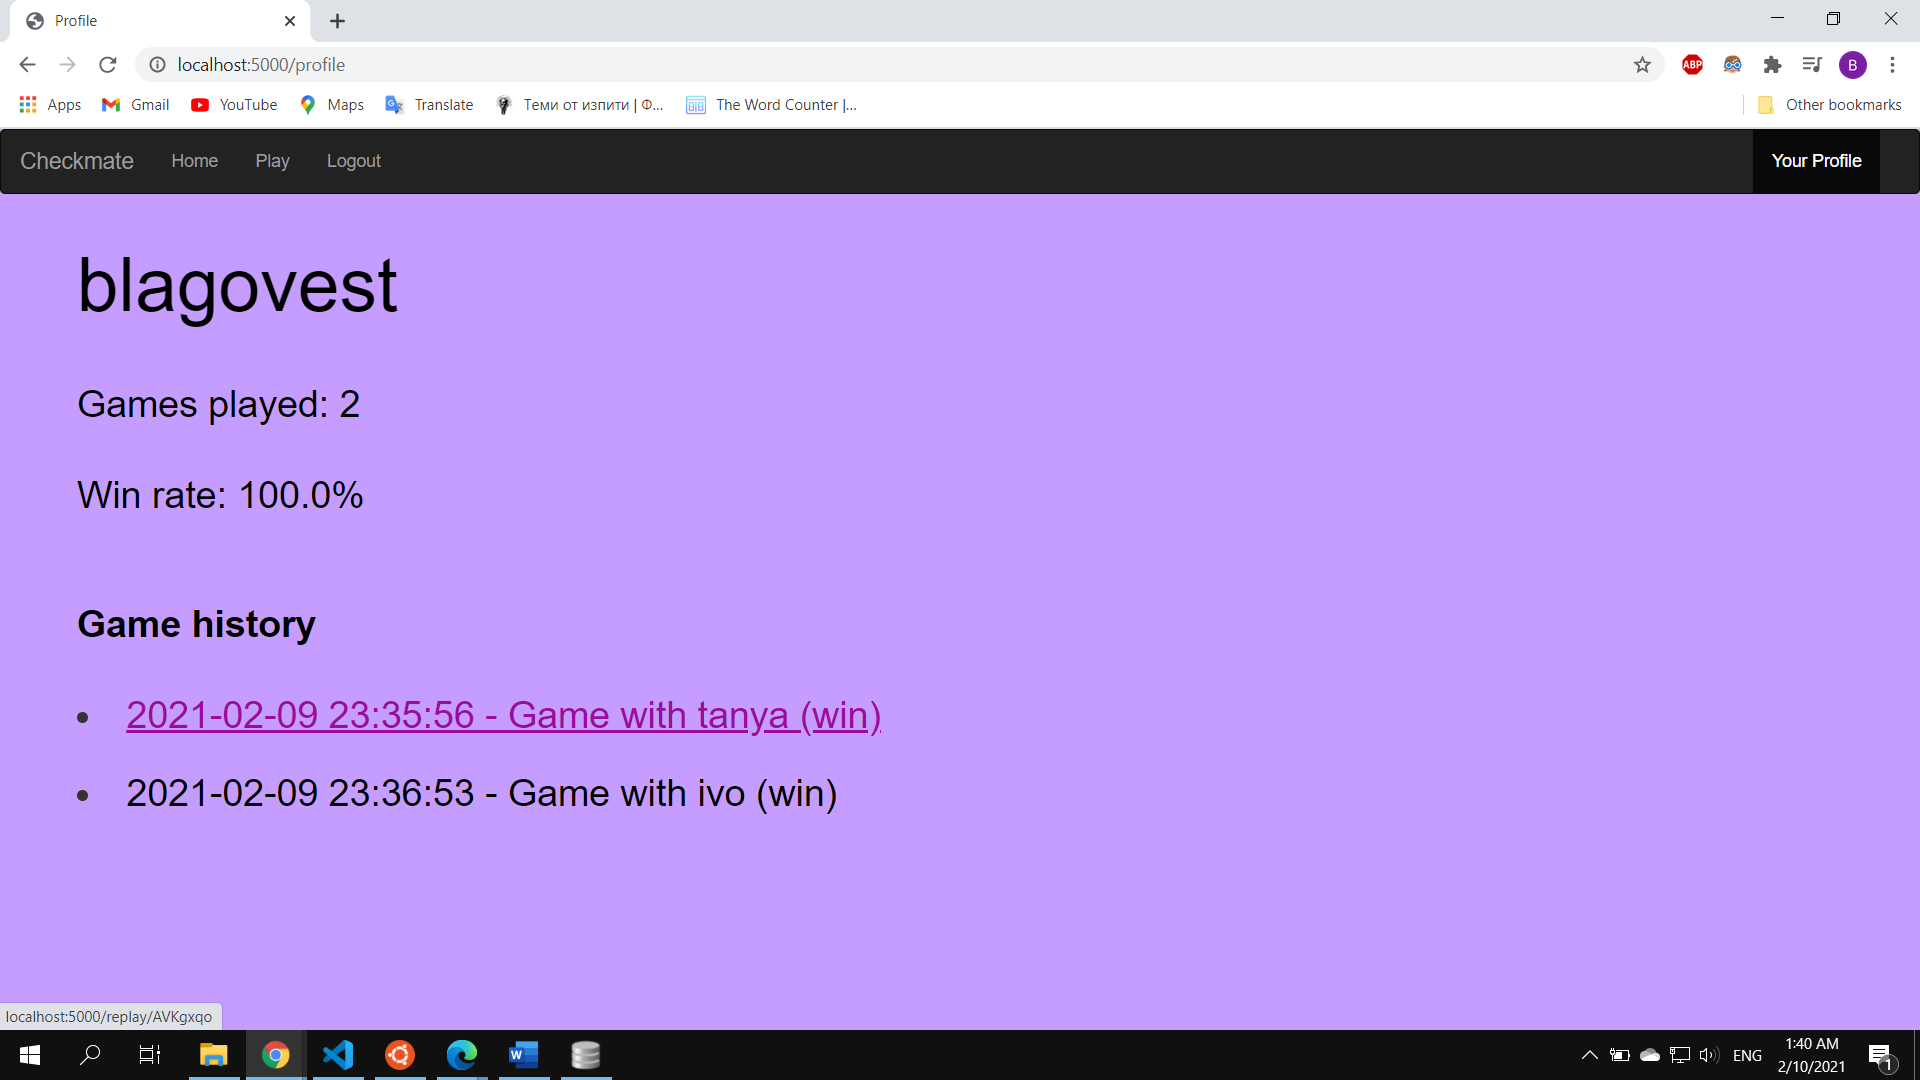 Profile
localhost:5000/profile
ABP
B
Apps
Gmail
YouTube
Maps
Translate
Теми от изпити | Ф...
The Word Counter |...
Other bookmarks
Checkmate
Home
Play
Logout
Your Profile
blagovest
Games played: 2
Win rate: 100.0%
Game history
2021-02-09 23:35:56 - Game with tanya (win)
2021-02-09 23:36:53 - Game with ivo (win)
localhost:5000/replay/AVKgxqo
W
ENG
1:40 AM
2/10/2021
1